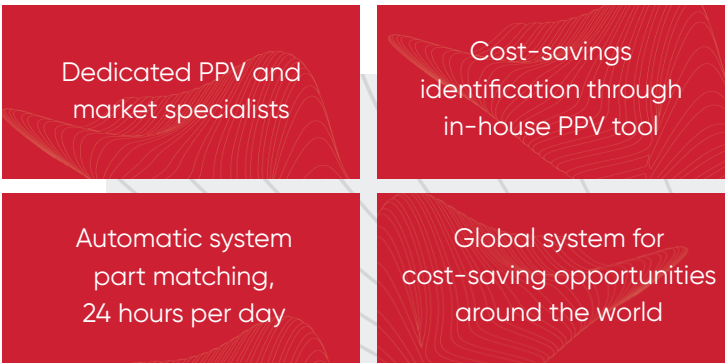 Dedicated PPV and
market specialists
Cost-savings
identification through
in-house PPV tool
Automatic system
part matching,
24 hours per day
Global system for
cost-saving opportunities
around the world